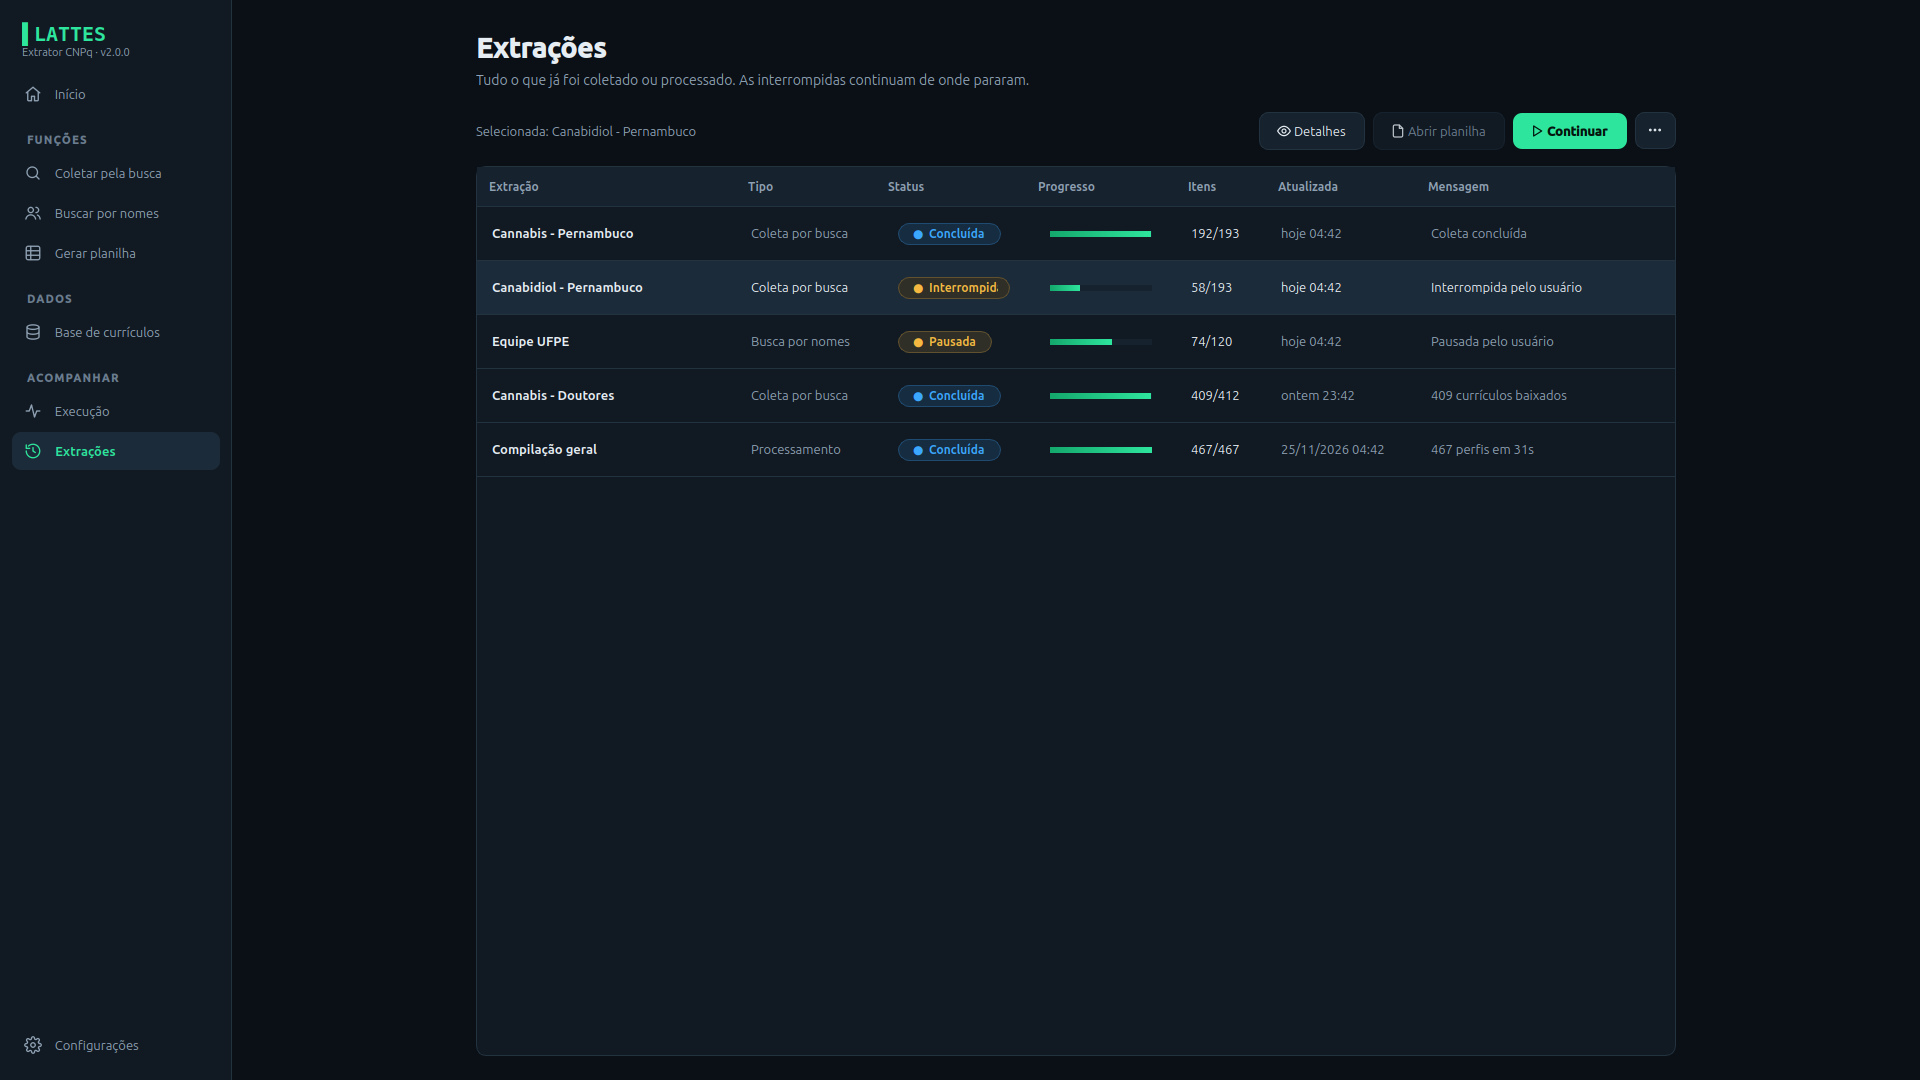 LATTES
Extrator CNPq · v2.0.0
Início
FUNÇÕES
Coletar pela busca
Buscar por nomes
Gerar planilha
DADOS
Base de currículos
ACOMPANHAR
Execução
Extrações
Configurações
Extrações
Tudo o que já foi coletado ou processado. As interrompidas continuam de onde pararam.
Selecionada: Canabidiol - Pernambuco
Detalhes
Abrir planilha
Continuar
Extração Tipo Status Progresso Itens Atualizada Mensagem
Cannabis - Pernambuco Coleta por busca Concluída 192/193 hoje 04:42 Coleta concluída
Canabidiol - Pernambuco Coleta por busca Interrompida 58/193 hoje 04:42 Interrompida pelo usuário
Equipe UFPE Busca por nomes Pausada 74/120 hoje 04:42 Pausada pelo usuário
Cannabis - Doutores Coleta por busca Concluída 409/412 ontem 23:42 409 currículos baixados
Compilação geral Processamento Concluída 467/467 25/11/2026 04:42 467 perfis em 31s